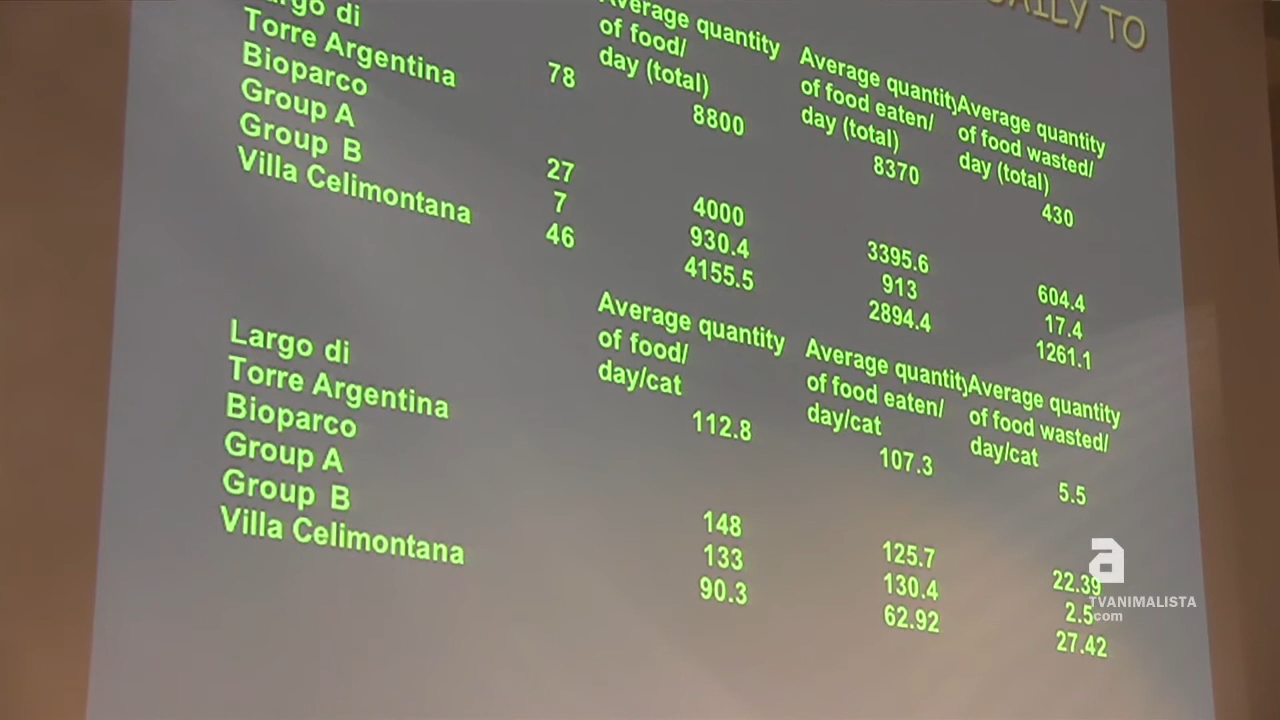 DAILY TO
Largo di
Torre Argentina
Bioparco
Group A
Group B
Villa Celimontana
78
27
7
46
Average quantity
of food/
day (total)
8800
4000
930.4
4155.5
Average quantity
of food eaten/
day (total)
8370
3395.6
913
2894.4
Average quantity
of food wasted/
day (total)
430
604.4
17.4
1261.1
Largo di
Torre Argentina
Bioparco
Group A
Group B
Villa Celimontana
Average quantity
of food/
day/cat
112.8
148
133
90.3
Average quantity
of food eaten/
day/cat
107.3
125.7
130.4
62.92
Average quantity
of food wasted/
day/cat
5.5
22.39
2.5
27.42
a
TVANIMALISTA
com